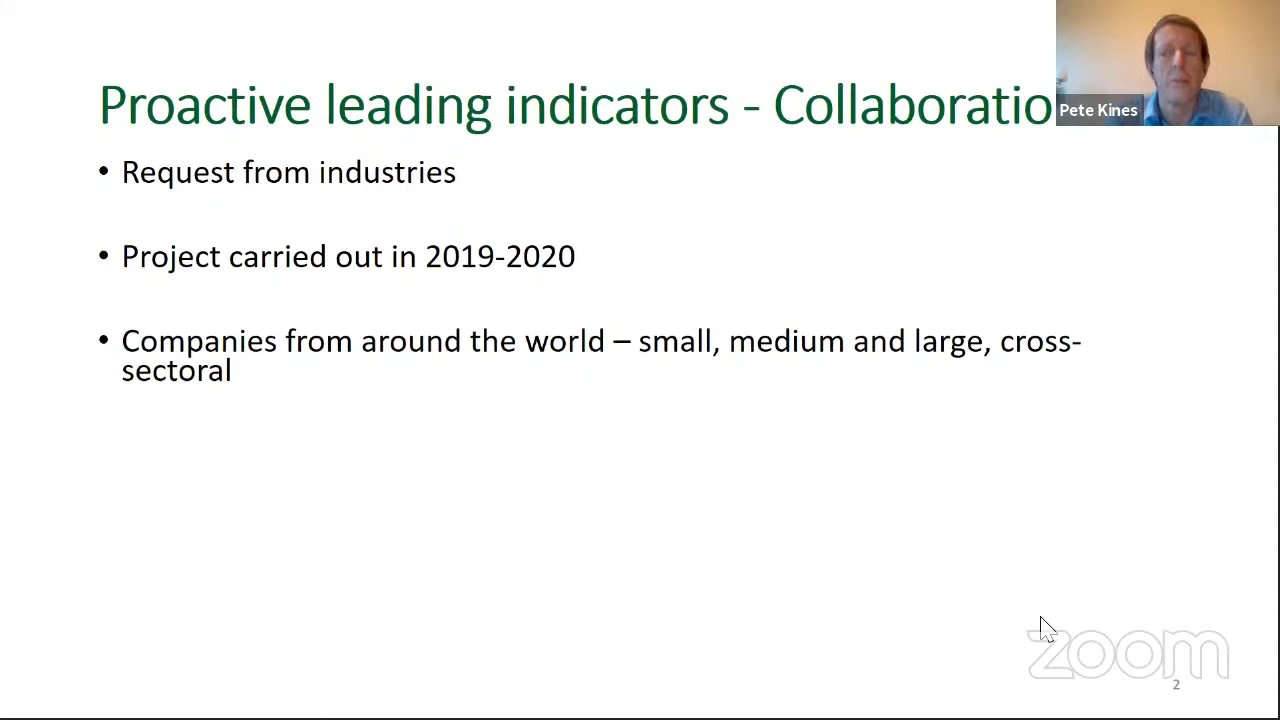 Proactive leading indicators - Collaboratio
Pete Kines
• Request from industries
• Project carried out in 2019-2020
• Companies from around the world – small, medium and large, cross-
sectoral
zoom
2